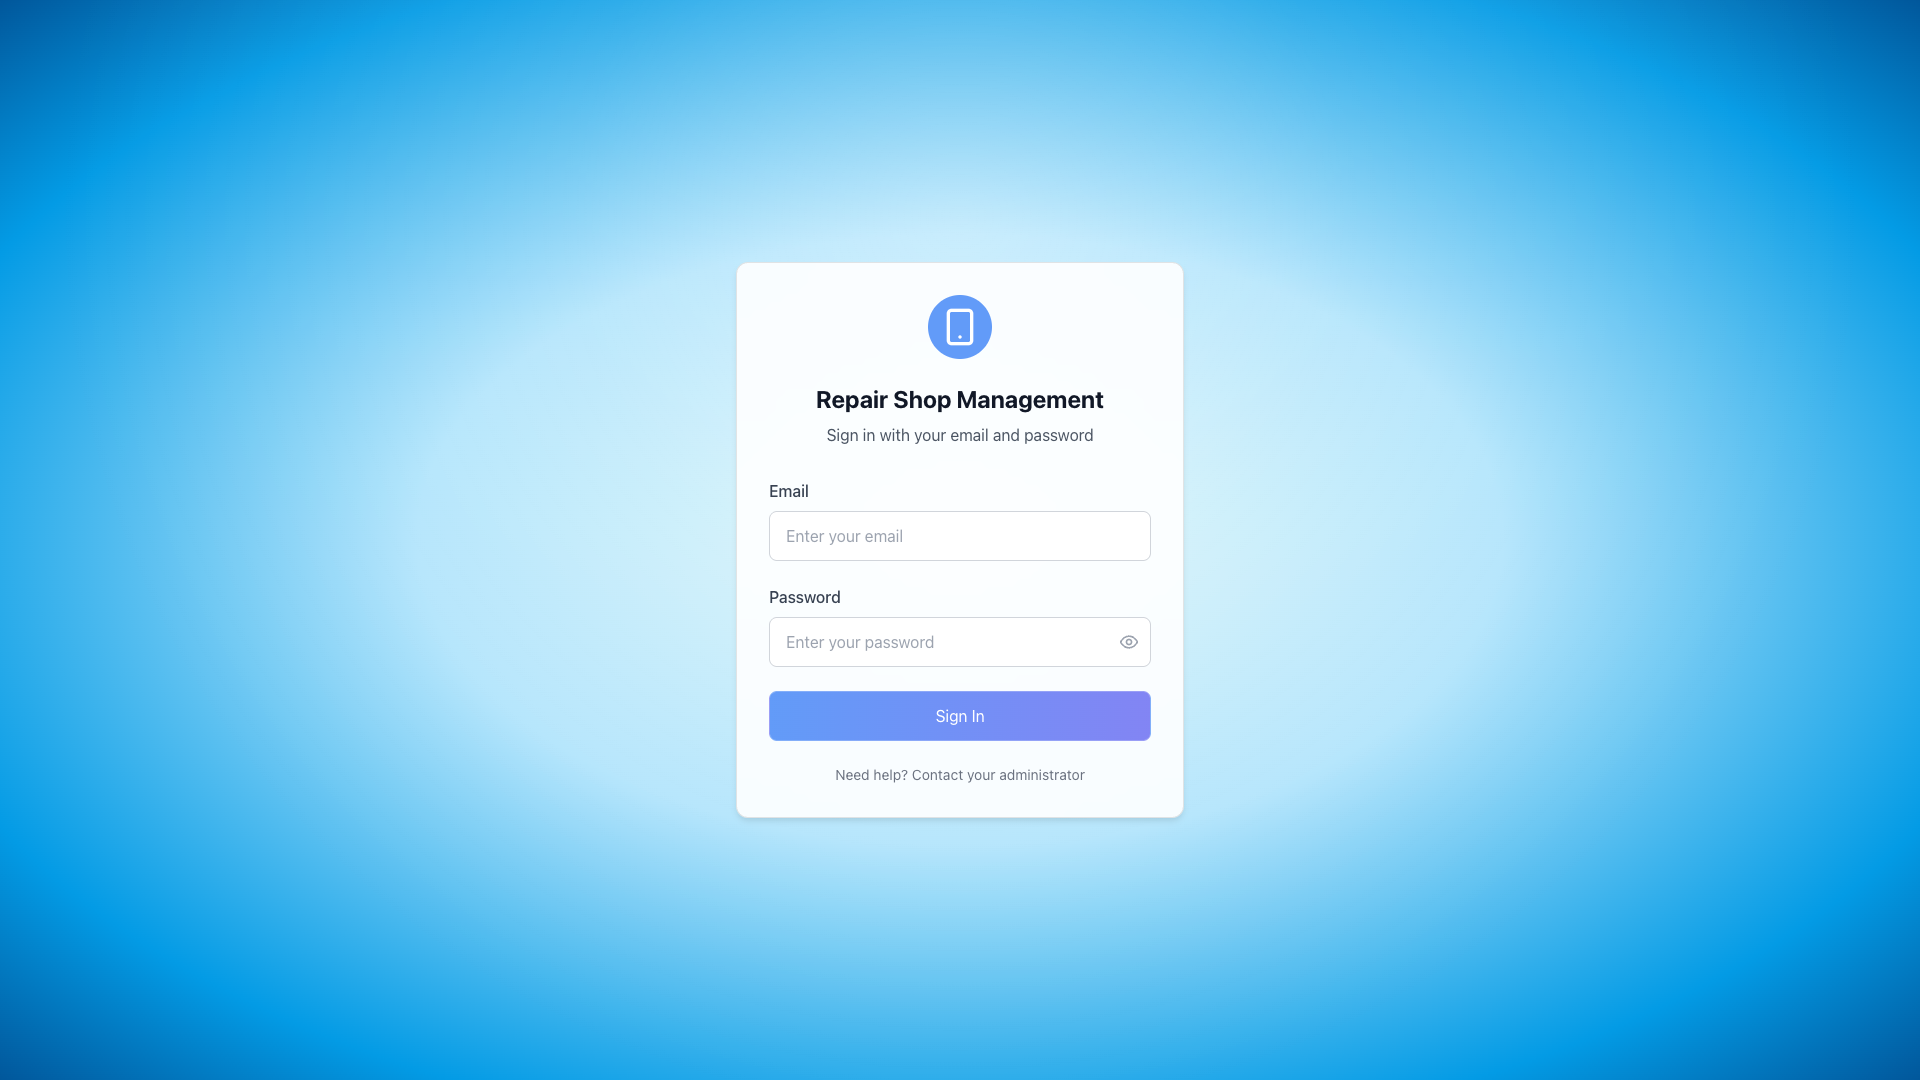 Repair Shop Management
Sign in with your email and password
Email
Enter your email
Password
Enter your password
Sign In
Need help? Contact your administrator